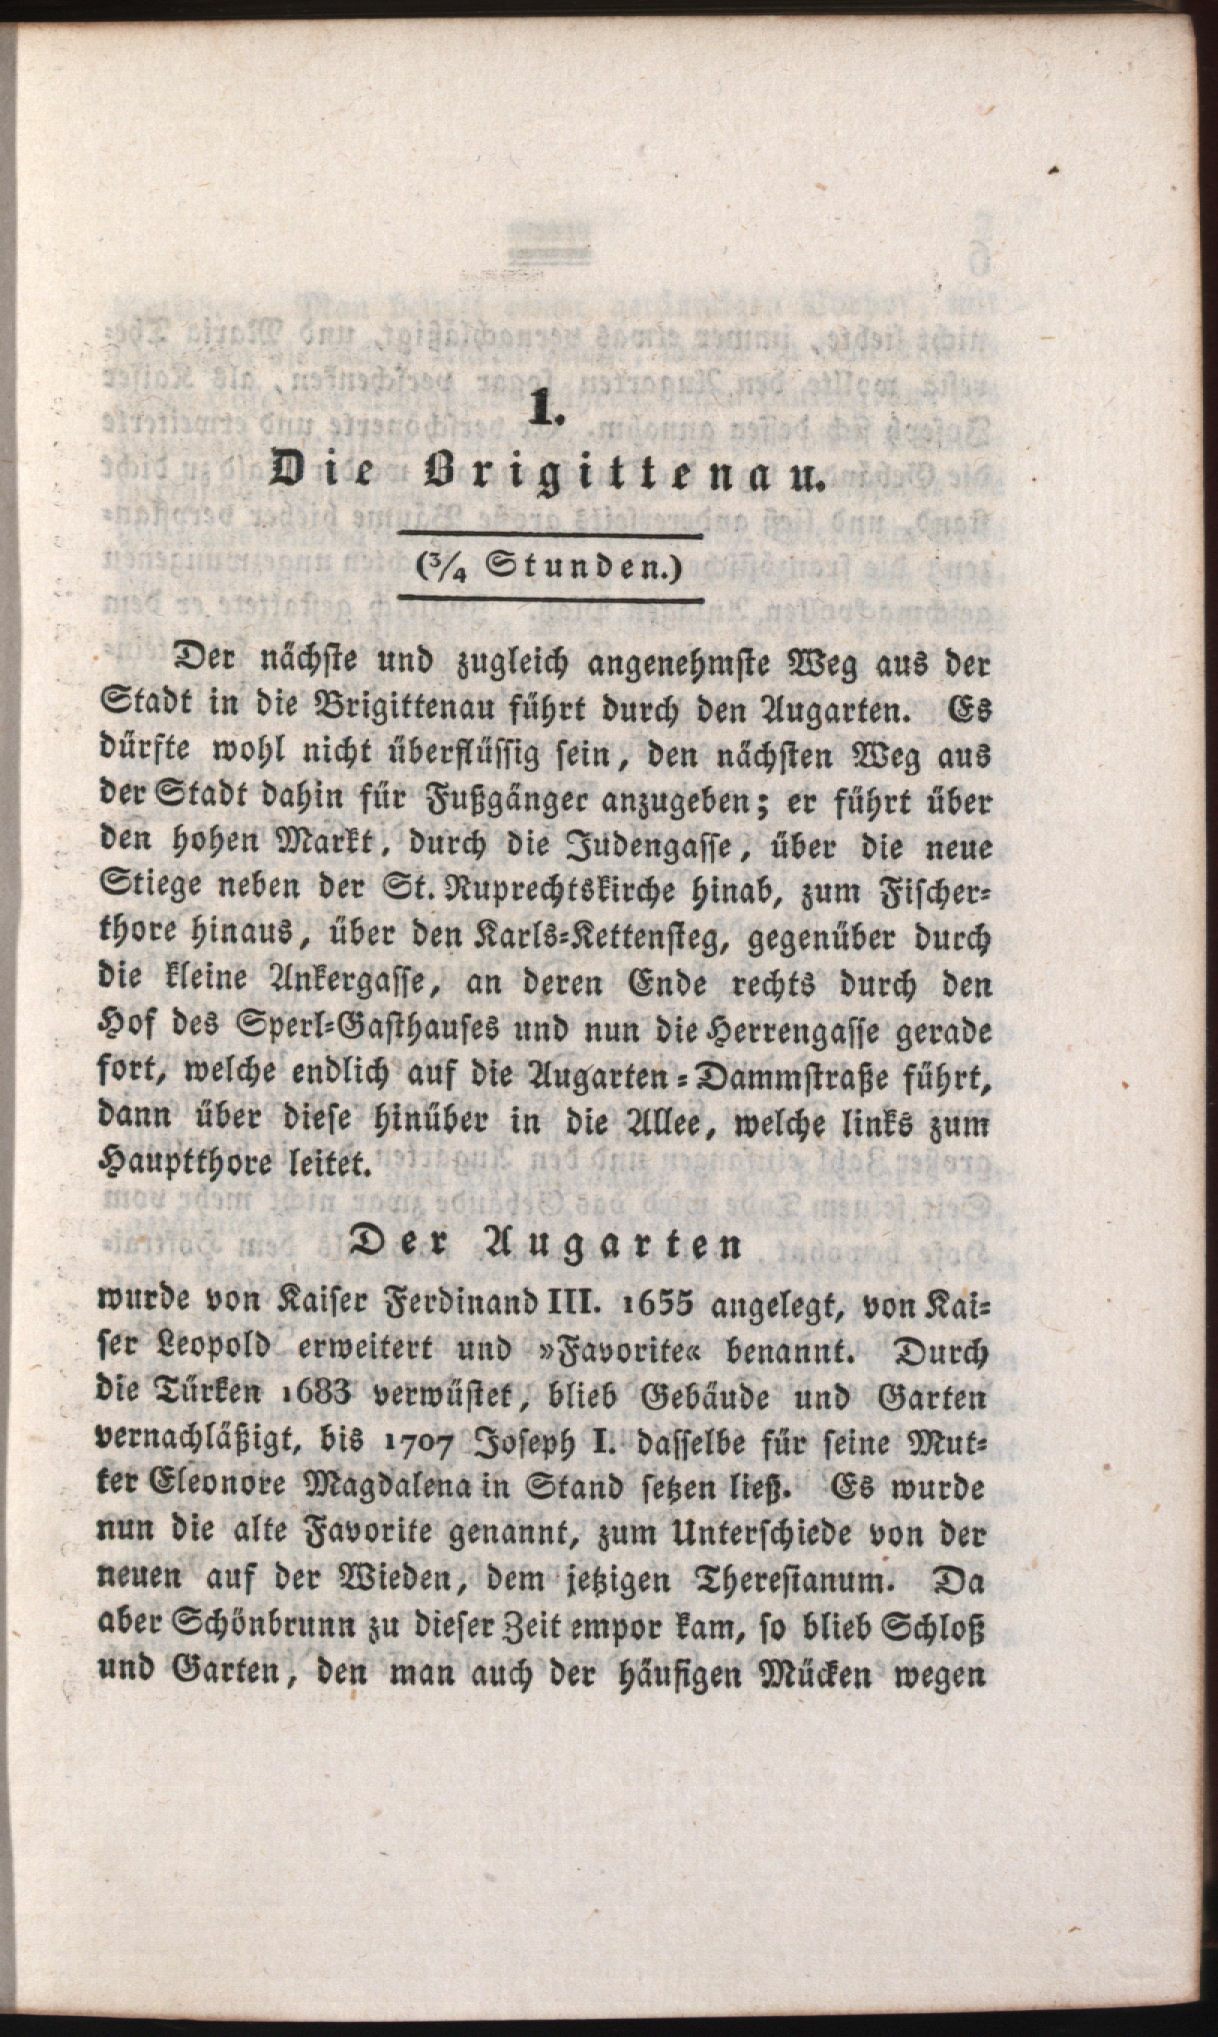 1.
Die Brigittenau.
(3/4 Stunden.)
Der nächste und zugleich angenehmste Weg aus der
Stadt in die Brigittenau führt durch den Augarten. Es
dürfte wohl nicht überflüssig sein, den nächsten Weg aus
der Stadt dahin für Fußgänger anzugeben; er führt über
den hohen Markt, durch die Judengasse, über die neue
Stiege neben der St. Ruprechtskirche hinab, zum Fischer-
thore hinaus, über den Karls-Kettensteg, gegenüber durch
die kleine Ankergasse, an deren Ende rechts durch den
Hof des Sperl-Gasthauses und nun die Herrengasse gerade
fort, welche endlich auf die Augarten-Dammstraße führt,
dann über diese hinüber in die Allee, welche links zum
Hauptthore leitet.
Der Augarten
wurde von Kaiser Ferdinand III. 1655 angelegt, von Kai-
ser Leopold erweitert und »Favorite« benannt. Durch
die Türken 1683 verwüstet, blieb Gebäude und Garten
vernachläßigt, bis 1707 Joseph I. dasselbe für seine Mut-
ter Eleonore Magdalena in Stand setzen ließ. Es wurde
nun die alte Favorite genannt, zum Unterschiede von der
neuen auf der Wieden, dem jetzigen Theresianum. Da
aber Schönbrunn zu dieser Zeit empor kam, so blieb Schloß
und Garten, den man auch der häufigen Mücken wegen